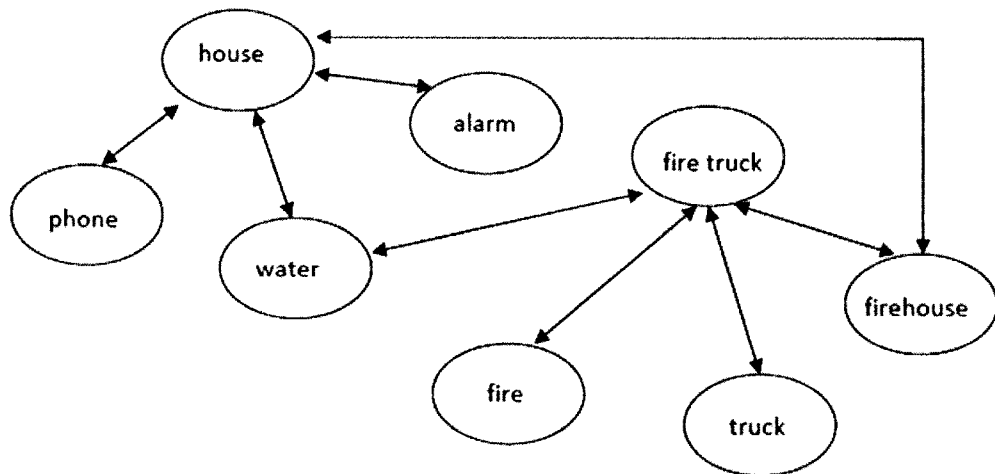 house
alarm
fire truck
phone
water
firehouse
fire
truck